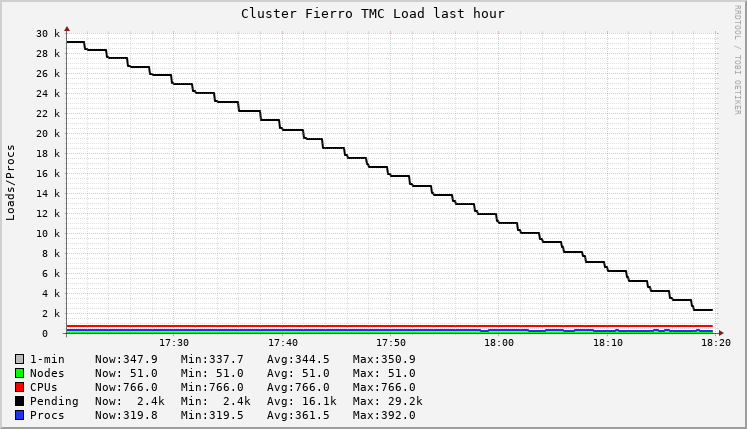 Cluster Fierro TMC Load last hour
RRDTOOL / TOBI OETIKER
Loads/Procs
30 k
28 k
26 k
24 k
22 k
20 k
18 k
16 k
14 k
12 k
10 k
8 k
6 k
4 k
2 k
0
17:30 17:40 17:50 18:00 18:10 18:20
1-min Now:347.9 Min:337.7 Avg:344.5 Max:350.9
Nodes Now: 51.0 Min: 51.0 Avg: 51.0 Max: 51.0
CPUs Now:766.0 Min:766.0 Avg:766.0 Max:766.0
Pending Now: 2.4k Min: 2.4k Avg: 16.1k Max: 29.2k
Procs Now:319.8 Min:319.5 Avg:361.5 Max:392.0